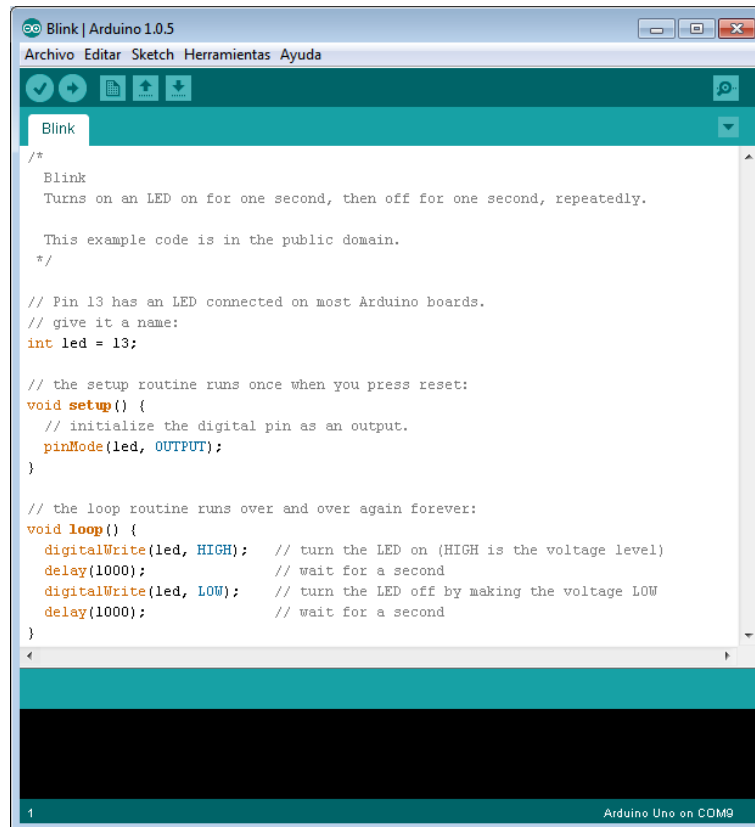 Blink | Arduino 1.0.5
Archivo Editar Sketch Herramientas Ayuda
Blink
/*
  Blink
  Turns on an LED on for one second, then off for one second, repeatedly.

  This example code is in the public domain.
 */

// Pin 13 has an LED connected on most Arduino boards.
// give it a name:
int led = 13;

// the setup routine runs once when you press reset:
void setup() {
  // initialize the digital pin as an output.
  pinMode(led, OUTPUT);
}

// the loop routine runs over and over again forever:
void loop() {
  digitalWrite(led, HIGH);   // turn the LED on (HIGH is the voltage level)
  delay(1000);               // wait for a second
  digitalWrite(led, LOW);    // turn the LED off by making the voltage LOW
  delay(1000);               // wait for a second
}
1 Arduino Uno on COM9